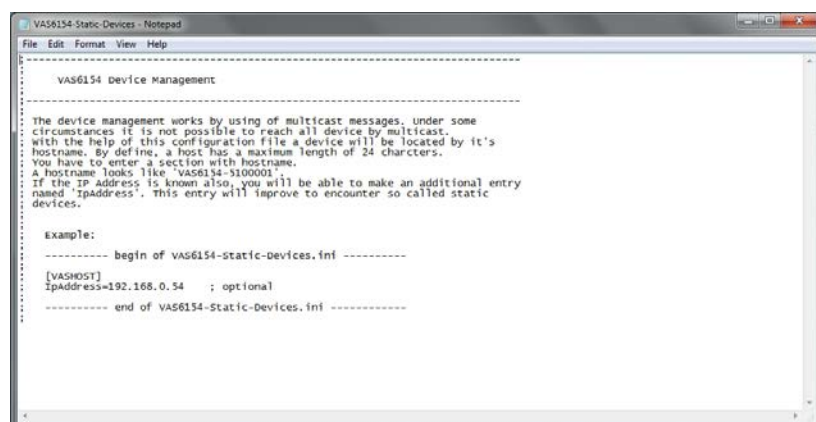 VAS6154-Static-Devices - Notepad
File Edit Format View Help
;-------------------------------------------------------------------------------
;
;     VAS6154 Device Management
;
;-------------------------------------------------------------------------------
;
; The device management works by using of multicast messages. Under some
; circumstances it is not possible to reach all device by multicast.
; With the help of this configuration file a device will be located by it's
; hostname. By define, a host has a maximum length of 24 charcters.
; You have to enter a section with hostname.
; A hostname looks like 'VAS6154-5100001'.
; If the IP Address is known also, you will be able to make an additional entry
; named 'IpAddress'. This entry will improve to encounter so called static
; devices.
;
;
;   Example:
;
;   ---------- begin of VAS6154-Static-Devices.ini ----------
;
;   [VASHOST]
;   IpAddress=192.168.0.54    ; optional
;
;   ---------- end of VAS6154-Static-Devices.ini ------------
;